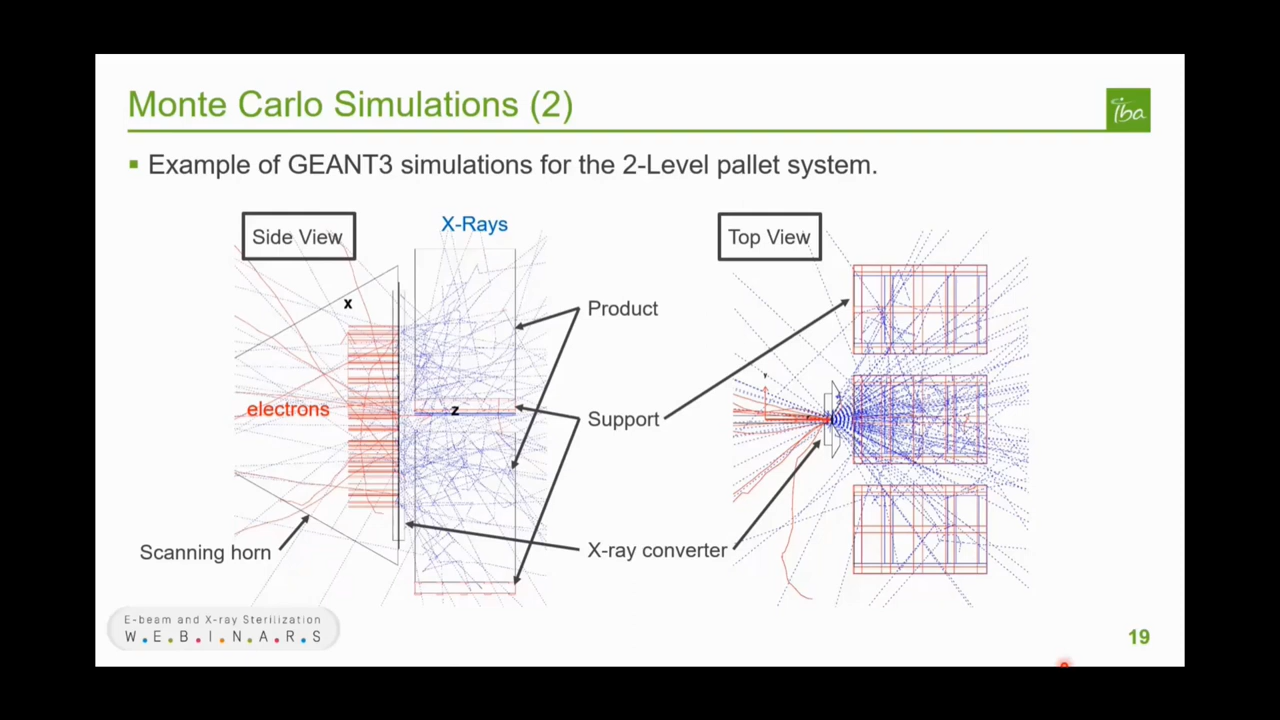 Monte Carlo Simulations (2)
iba
Example of GEANT3 simulations for the 2-Level pallet system.
Side View
X-Rays
Top View
x
Product
electrons
z
Support
Y
Scanning horn
X-ray converter
E-beam and X-ray Sterilization
W.E.B.I.N.A.R.S
19